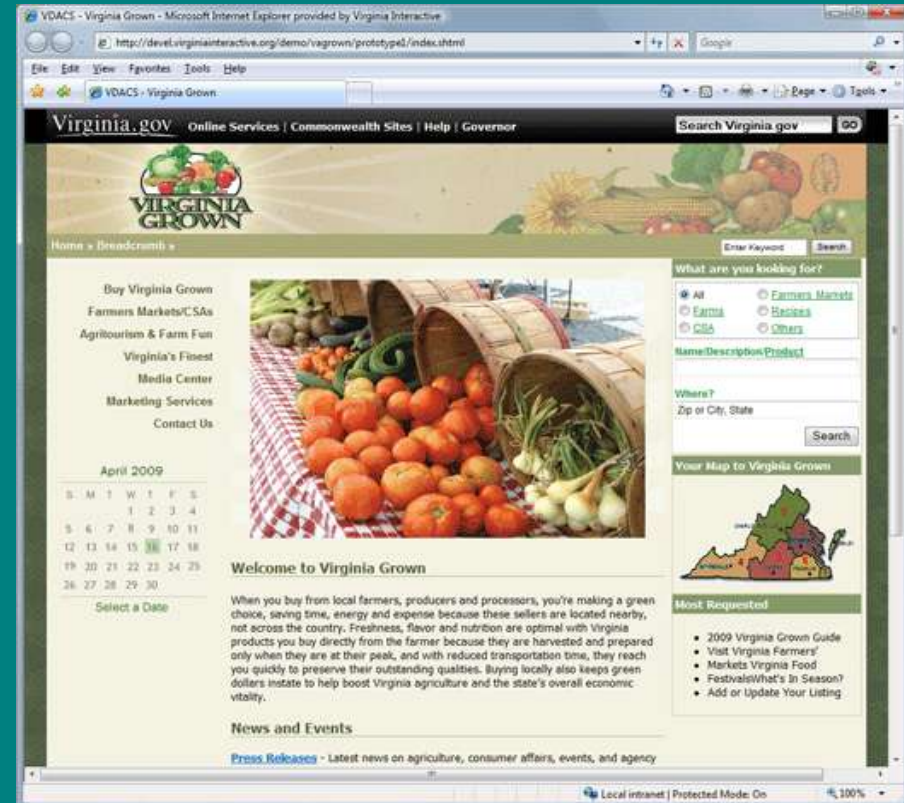 VDACS - Virginia Grown - Microsoft Internet Explorer provided by Virginia Interactive
http://devel.virginiainteractive.org/demo/vagrown/prototype1/index.shtml
Google
File Edit View Favorites Tools Help
VDACS - Virginia Grown
Page Tools
Virginia.gov Online Services | Commonwealth Sites | Help | Governor
Search Virginia.gov GO
VIRGINIA
GROWN
Home » Breadcrumb »
Enter Keyword Search
Buy Virginia Grown
Farmers Markets/CSAs
Agritourism & Farm Fun
Virginia's Finest
Media Center
Marketing Services
Contact Us
April 2009
S M T W T F S
1 2 3 4
5 6 7 8 9 10 11
12 13 14 15 16 17 18
19 20 21 22 23 24 25
26 27 28 29 30
Select a Date
Welcome to Virginia Grown
When you buy from local farmers, producers and processors, you're making a green
choice, saving time, energy and expense because these sellers are located nearby,
not across the country. Freshness, flavor and nutrition are optimal with Virginia
products you buy directly from the farmer because they are harvested and prepared
only when they are at their peak, and with reduced transportation time, they reach
you quickly to preserve their outstanding qualities. Buying locally also keeps green
dollars instate to help boost Virginia agriculture and the state's overall economic
vitality.
News and Events
Press Releases - Latest news on agriculture, consumer affairs, events, and agency
What are you looking for?
All Farmers Markets
Farms Recipes
CSA Others
Name/Description/Product
Where?
Zip or City, State
Search
Your Map to Virginia Grown
Most Requested
2009 Virginia Grown Guide
Visit Virginia Farmers'
Markets Virginia Food
FestivalsWhat's In Season?
Add or Update Your Listing
Local intranet | Protected Mode: On 100%